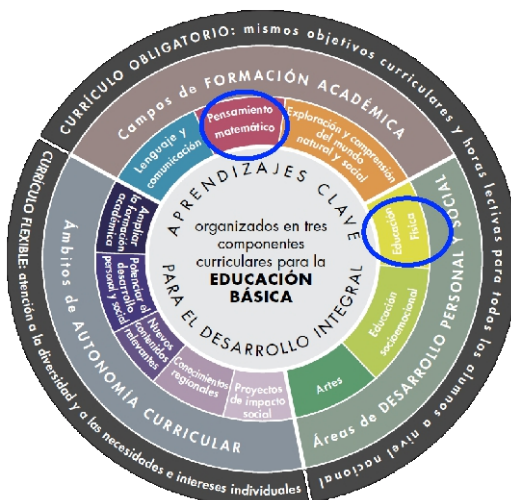 CURRÍCULO OBLIGATORIO: mismos objetivos curriculares y horas lectivas para todos los alumnos a nivel nacional
CURRÍCULO FLEXIBLE: atención a la diversidad y a las necesidades e intereses individuales
Campos de FORMACIÓN ACADÉMICA
Lenguaje y
comunicación
Pensamiento
matemático
Exploración y comprensión
del mundo
natural y social
Áreas de DESARROLLO PERSONAL Y SOCIAL
Educación
Física
Educación
socioemocional
Artes
Ámbitos de AUTONOMÍA CURRICULAR
Ampliar
la formación
académica
Potenciar el
desarrollo
personal y social
Nuevos
contenidos
relevantes
Conocimientos
regionales
Proyectos
de impacto
social
APRENDIZAJES CLAVE
organizados en tres
componentes
curriculares para la
EDUCACIÓN
BÁSICA
PARA EL DESARROLLO INTEGRAL